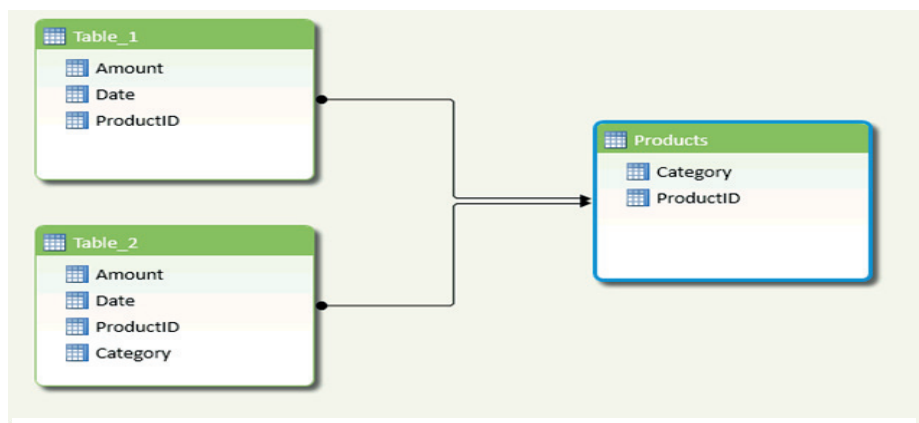 Table_1
Amount
Date
ProductID
Table_2
Amount
Date
ProductID
Category
Products
Category
ProductID